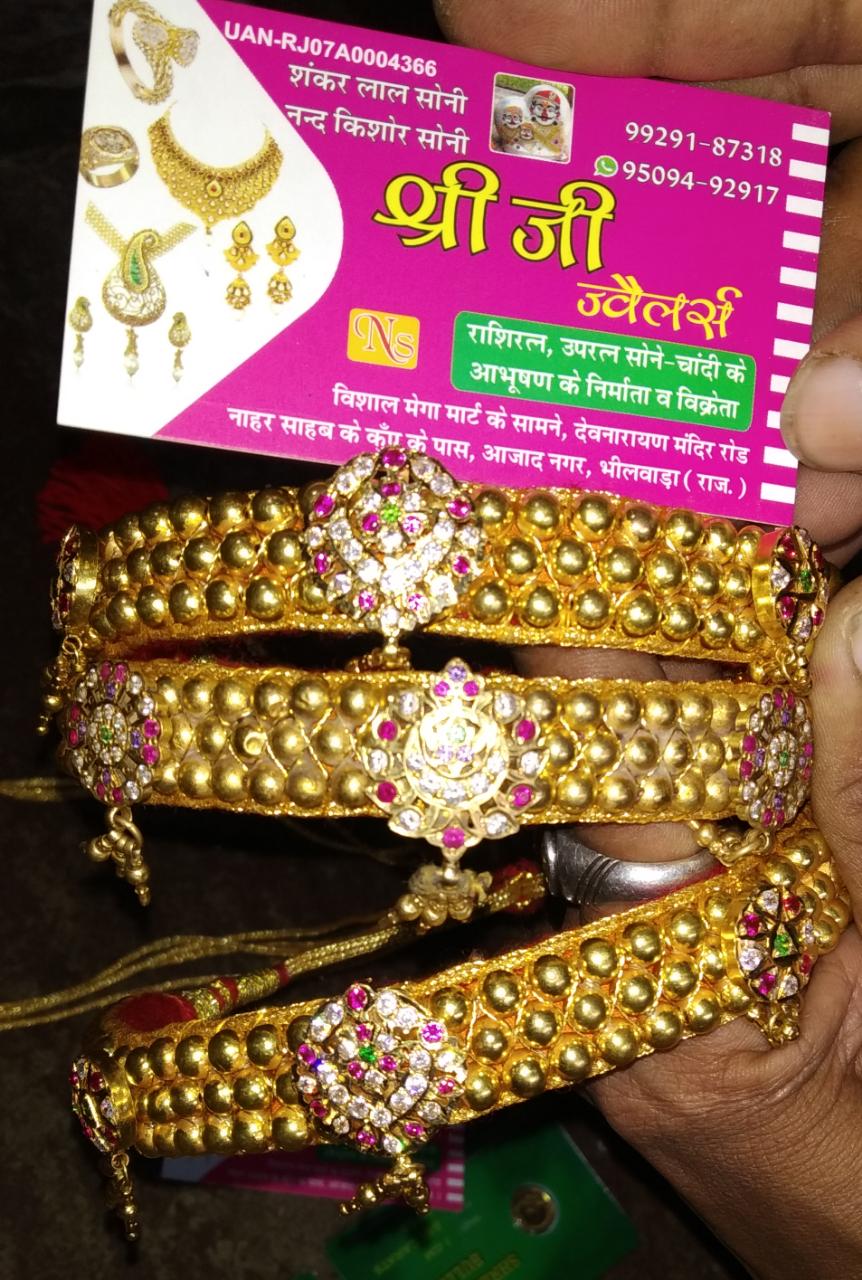 UAN-RJ07A0004366
शंकर लाल सोनी
नन्द किशोर सोनी
99291-87318
95094-92917
श्री जी
ज्वैलर्स
Ns
राशिरत्न, उपरत्न सोने-चांदी के
आभूषण के निर्माता व विक्रेता
विशाल मेगा मार्ट के सामने, देवनारायण मंदिर रोड
नाहर साहब के कुँए के पास, आजाद नगर, भीलवाड़ा ( राज. )